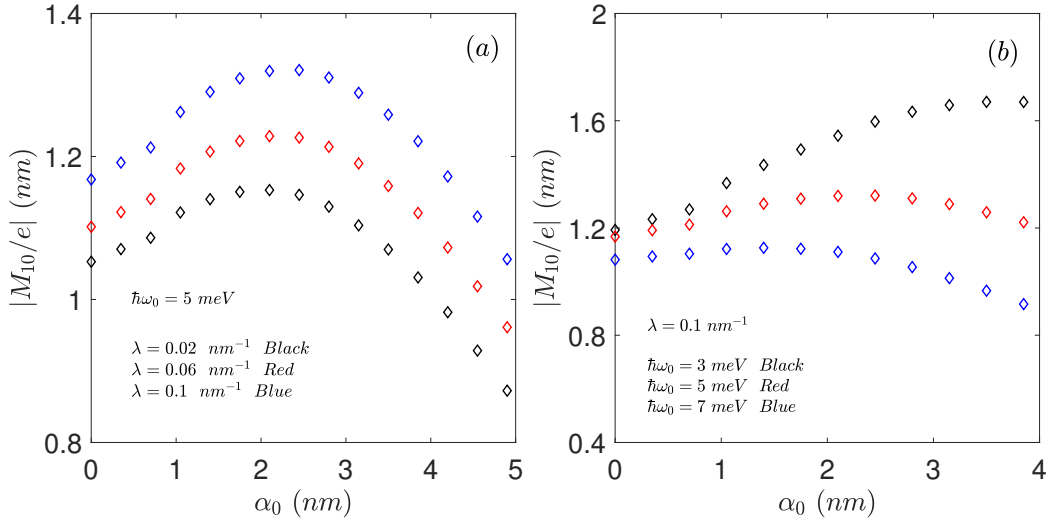 1.4
1.2
1
0.8
|M₁₀/e| (nm)
(a)
ħω₀ = 5 meV
λ = 0.02 nm⁻¹ Black
λ = 0.06 nm⁻¹ Red
λ = 0.1 nm⁻¹ Blue
0 1 2 3 4 5
α₀ (nm)
2
1.6
1.2
0.8
0.4
|M₁₀/e| (nm)
(b)
λ = 0.1 nm⁻¹
ħω₀ = 3 meV Black
ħω₀ = 5 meV Red
ħω₀ = 7 meV Blue
0 1 2 3 4
α₀ (nm)